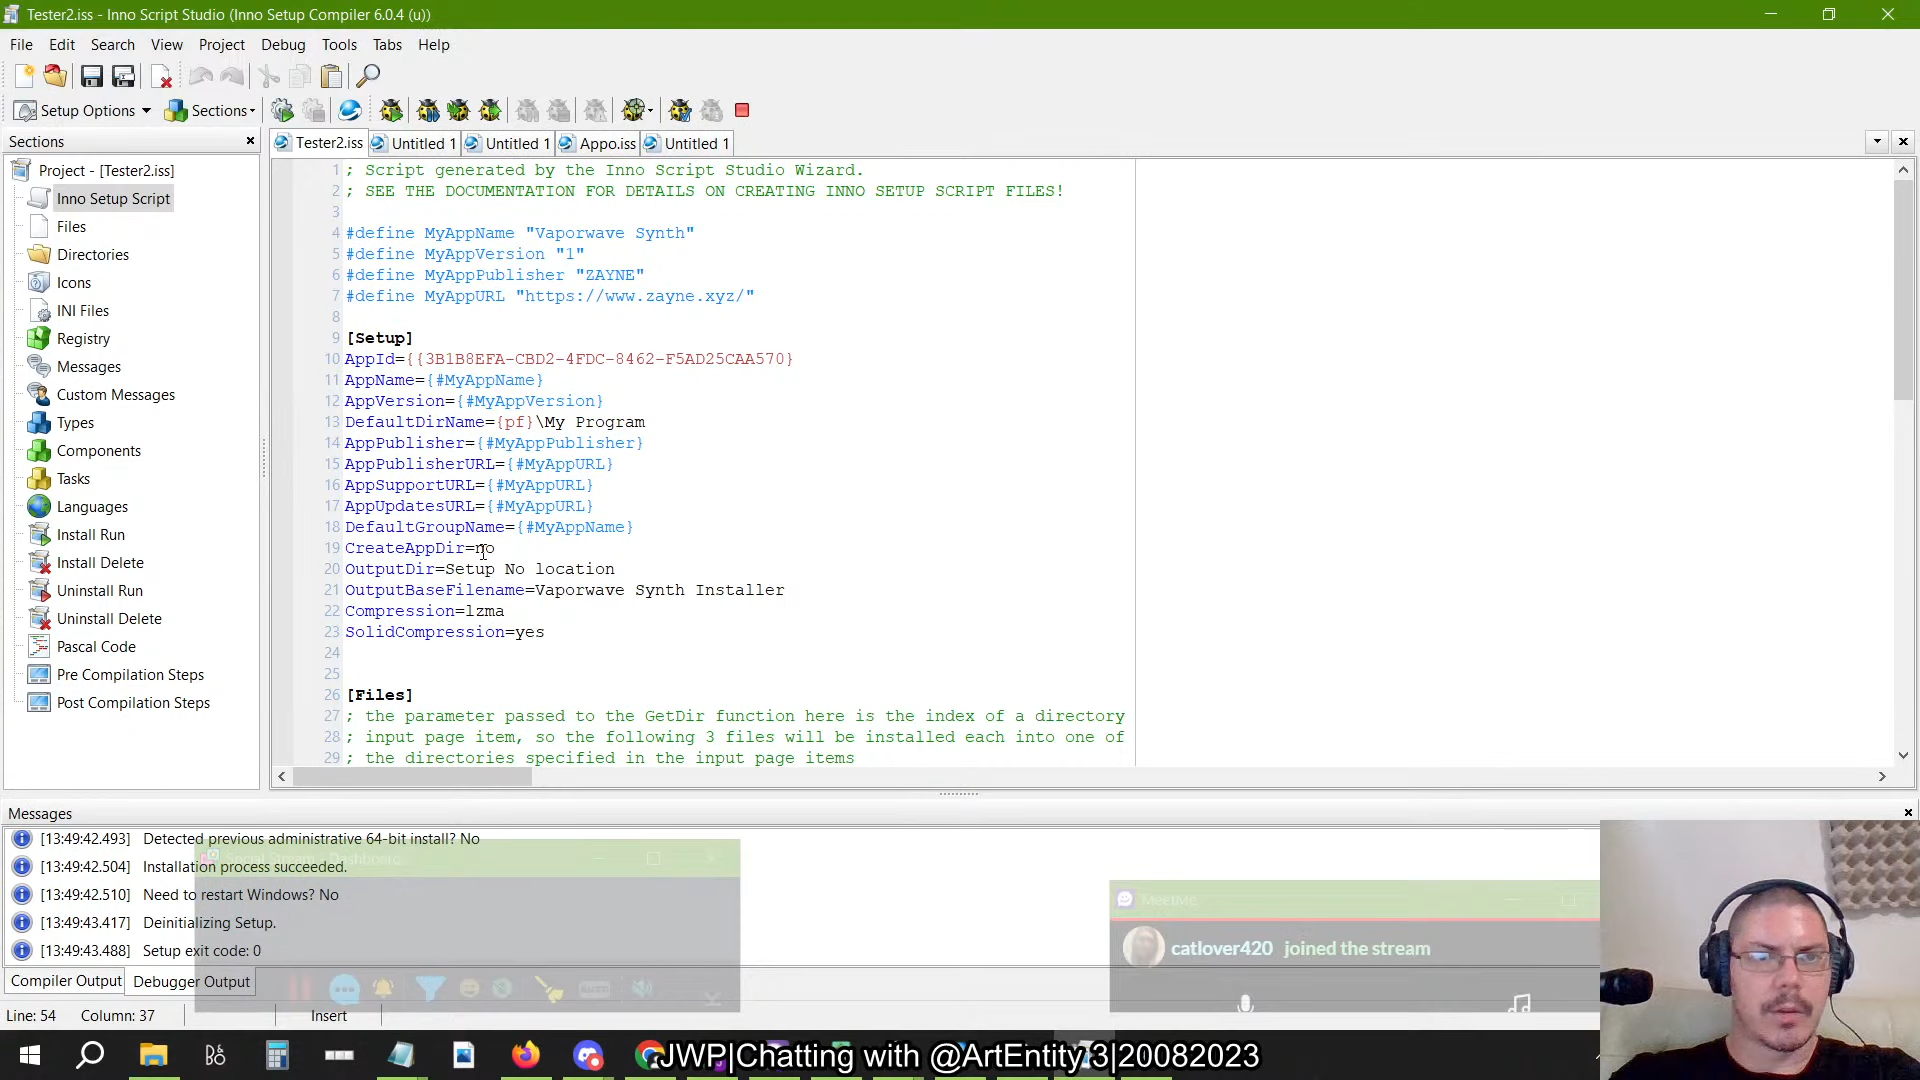 Tester2.iss - Inno Script Studio (Inno Setup Compiler 6.0.4 (u))
File Edit Search View Project Debug Tools Tabs Help
Setup Options Sections
Sections
Project - [Tester2.iss]
Inno Setup Script
Files
Directories
Icons
INI Files
Registry
Messages
Custom Messages
Types
Components
Tasks
Languages
Install Run
Install Delete
Uninstall Run
Uninstall Delete
Pascal Code
Pre Compilation Steps
Post Compilation Steps
Tester2.iss Untitled 1 Untitled 1 Appo.iss Untitled 1
1 ; Script generated by the Inno Script Studio Wizard.
2 ; SEE THE DOCUMENTATION FOR DETAILS ON CREATING INNO SETUP SCRIPT FILES!
3
4 #define MyAppName "Vaporwave Synth"
5 #define MyAppVersion "1"
6 #define MyAppPublisher "ZAYNE"
7 #define MyAppURL "https://www.zayne.xyz/"
8
9 [Setup]
10 AppId={{3B1B8EFA-CBD2-4FDC-8462-F5AD25CAA570}
11 AppName={#MyAppName}
12 AppVersion={#MyAppVersion}
13 DefaultDirName={pf}\My Program
14 AppPublisher={#MyAppPublisher}
15 AppPublisherURL={#MyAppURL}
16 AppSupportURL={#MyAppURL}
17 AppUpdatesURL={#MyAppURL}
18 DefaultGroupName={#MyAppName}
19 CreateAppDir=no
20 OutputDir=Setup No location
21 OutputBaseFilename=Vaporwave Synth Installer
22 Compression=lzma
23 SolidCompression=yes
24
25
26 [Files]
27 ; the parameter passed to the GetDir function here is the index of a directory
28 ; input page item, so the following 3 files will be installed each into one of
29 ; the directories specified in the input page items
Messages
[13:49:42.493] Detected previous administrative 64-bit install? No
[13:49:42.504] Installation process succeeded.
[13:49:42.510] Need to restart Windows? No
[13:49:43.417] Deinitializing Setup.
[13:49:43.488] Setup exit code: 0
Social Stream - Dashboard
MeetMe
catlover420 joined the stream
Compiler Output Debugger Output
Line: 54 Column: 37 Insert
JWP|Chatting with @ArtEntity 3|20082023